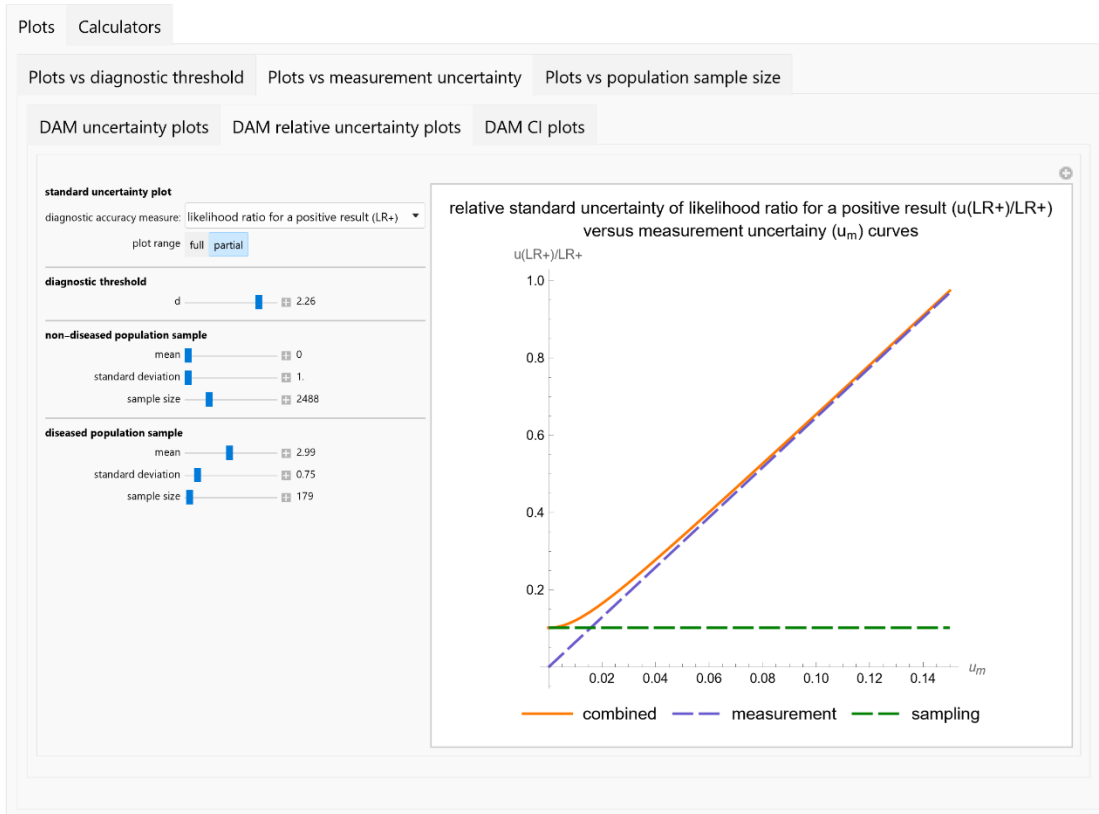 Plots Calculators
Plots vs diagnostic threshold Plots vs measurement uncertainty Plots vs population sample size
DAM uncertainty plots DAM relative uncertainty plots DAM CI plots
standard uncertainty plot
diagnostic accuracy measure: likelihood ratio for a positive result (LR+)
plot range full partial
diagnostic threshold
d 2.26
non-diseased population sample
mean 0
standard deviation 1.
sample size 2488
diseased population sample
mean 2.99
standard deviation 0.75
sample size 179
relative standard uncertainty of likelihood ratio for a positive result (u(LR+)/LR+)
versus measurement uncertainy (uₘ) curves
u(LR+)/LR+
1.0
0.8
0.6
0.4
0.2
0.02 0.04 0.06 0.08 0.10 0.12 0.14 uₘ
combined measurement sampling